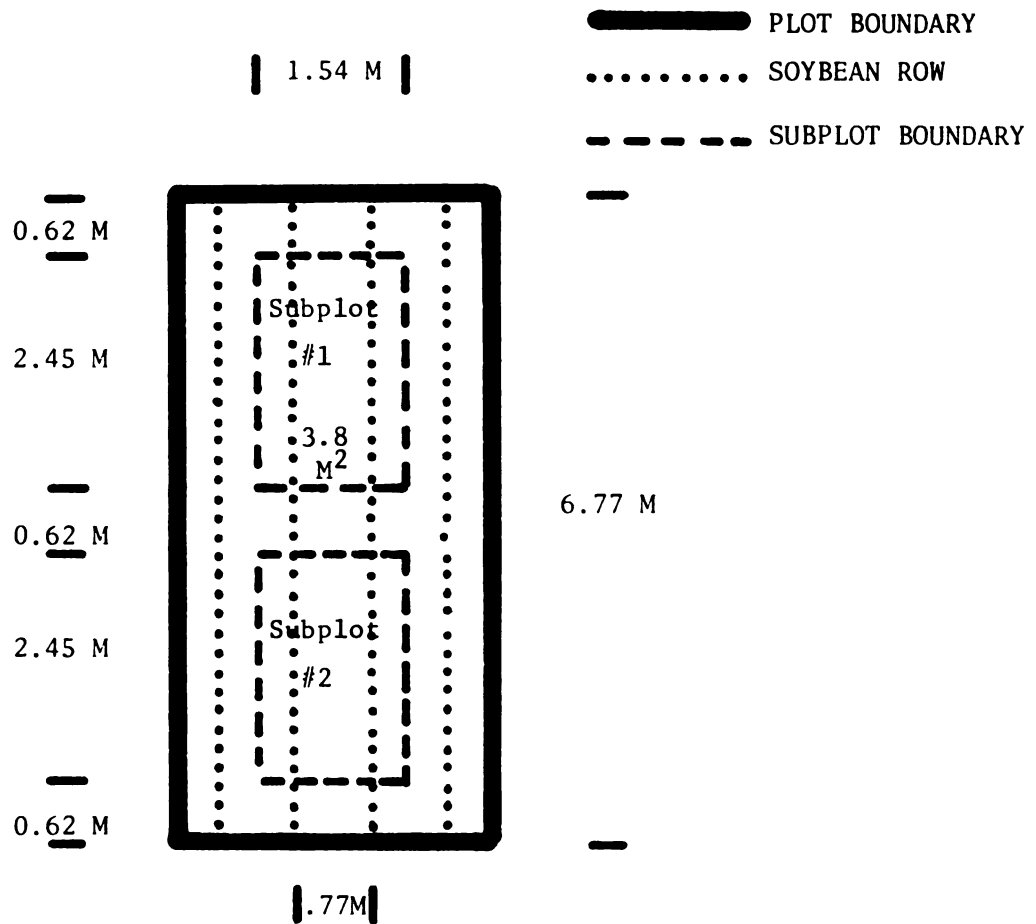 PLOT BOUNDARY
1.54 M
SOYBEAN ROW
SUBPLOT BOUNDARY
0.62 M
Subplot
#1
2.45 M
3.8
M²
6.77 M
0.62 M
Subplot
2.45 M
#2
0.62 M
.77M